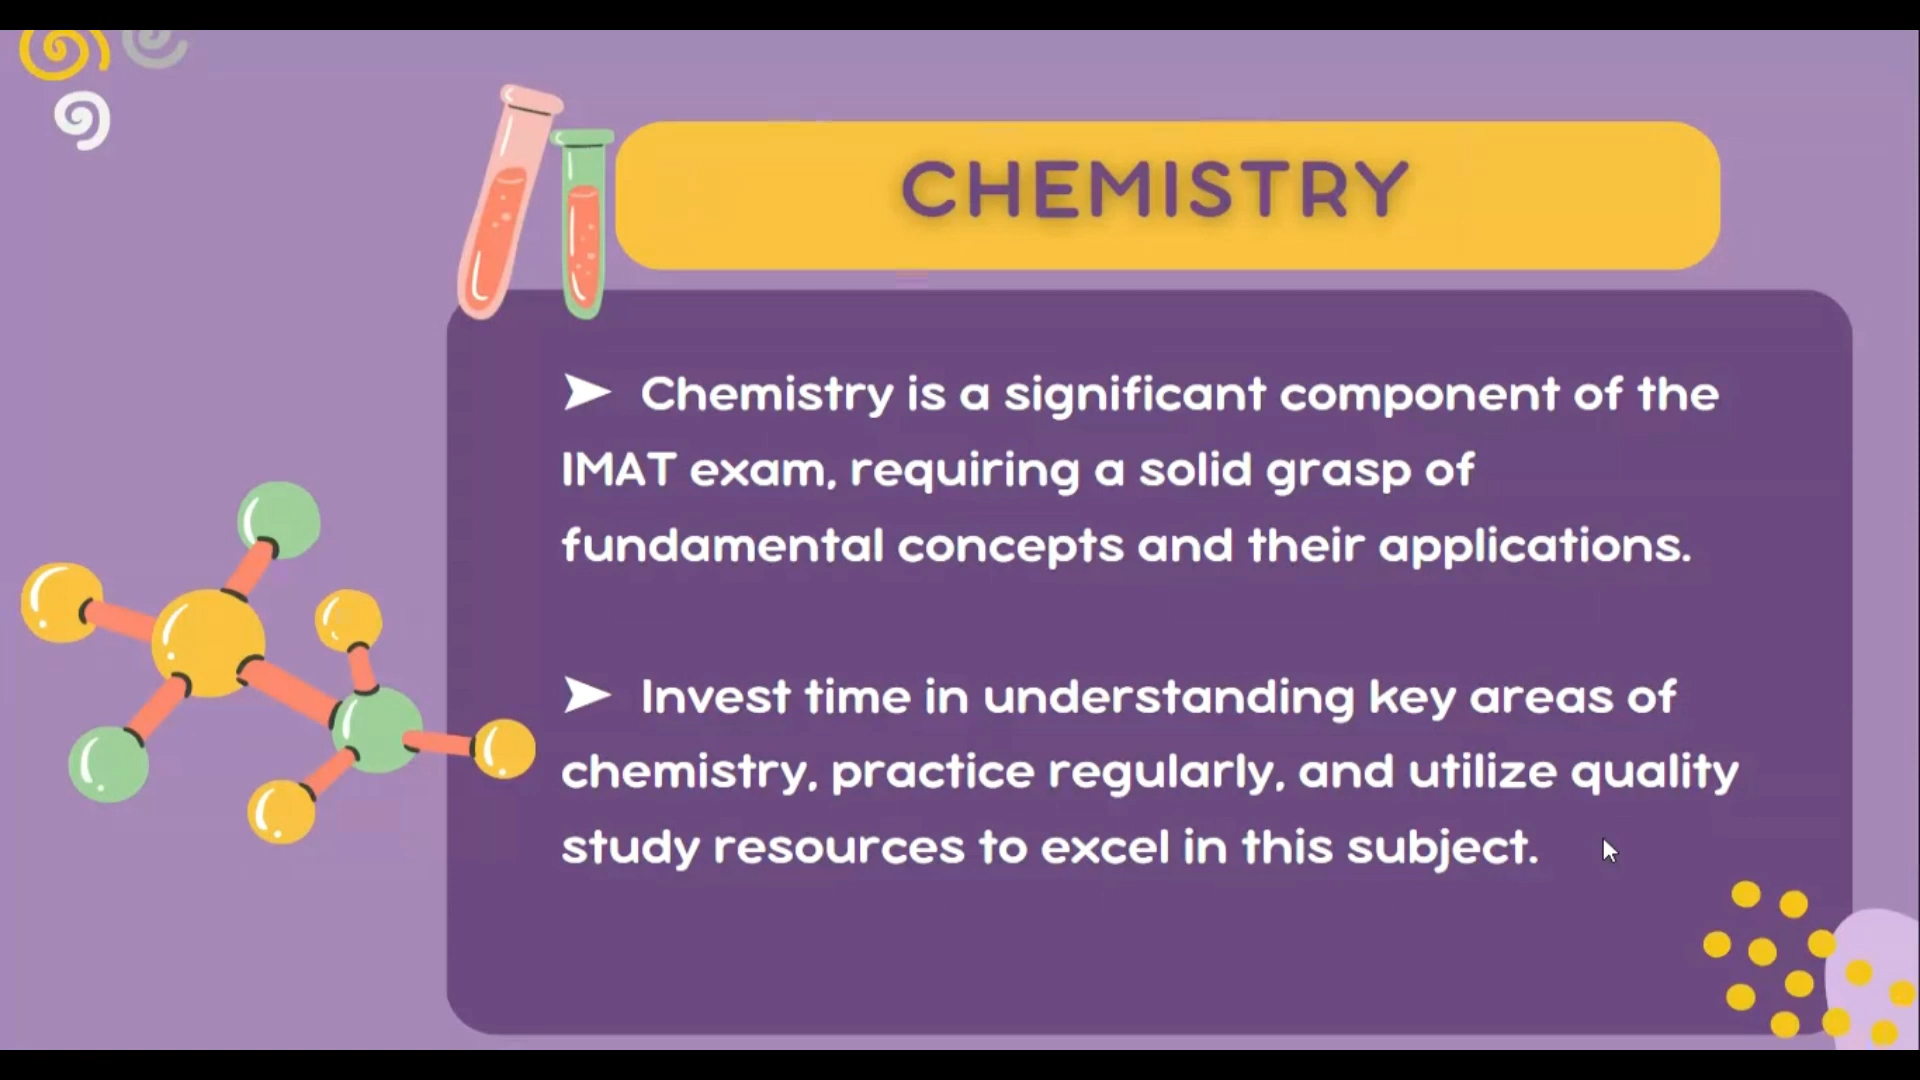 CHEMISTRY
➤ Chemistry is a significant component of the
IMAT exam, requiring a solid grasp of
fundamental concepts and their applications.
➤ Invest time in understanding key areas of
chemistry, practice regularly, and utilize quality
study resources to excel in this subject.